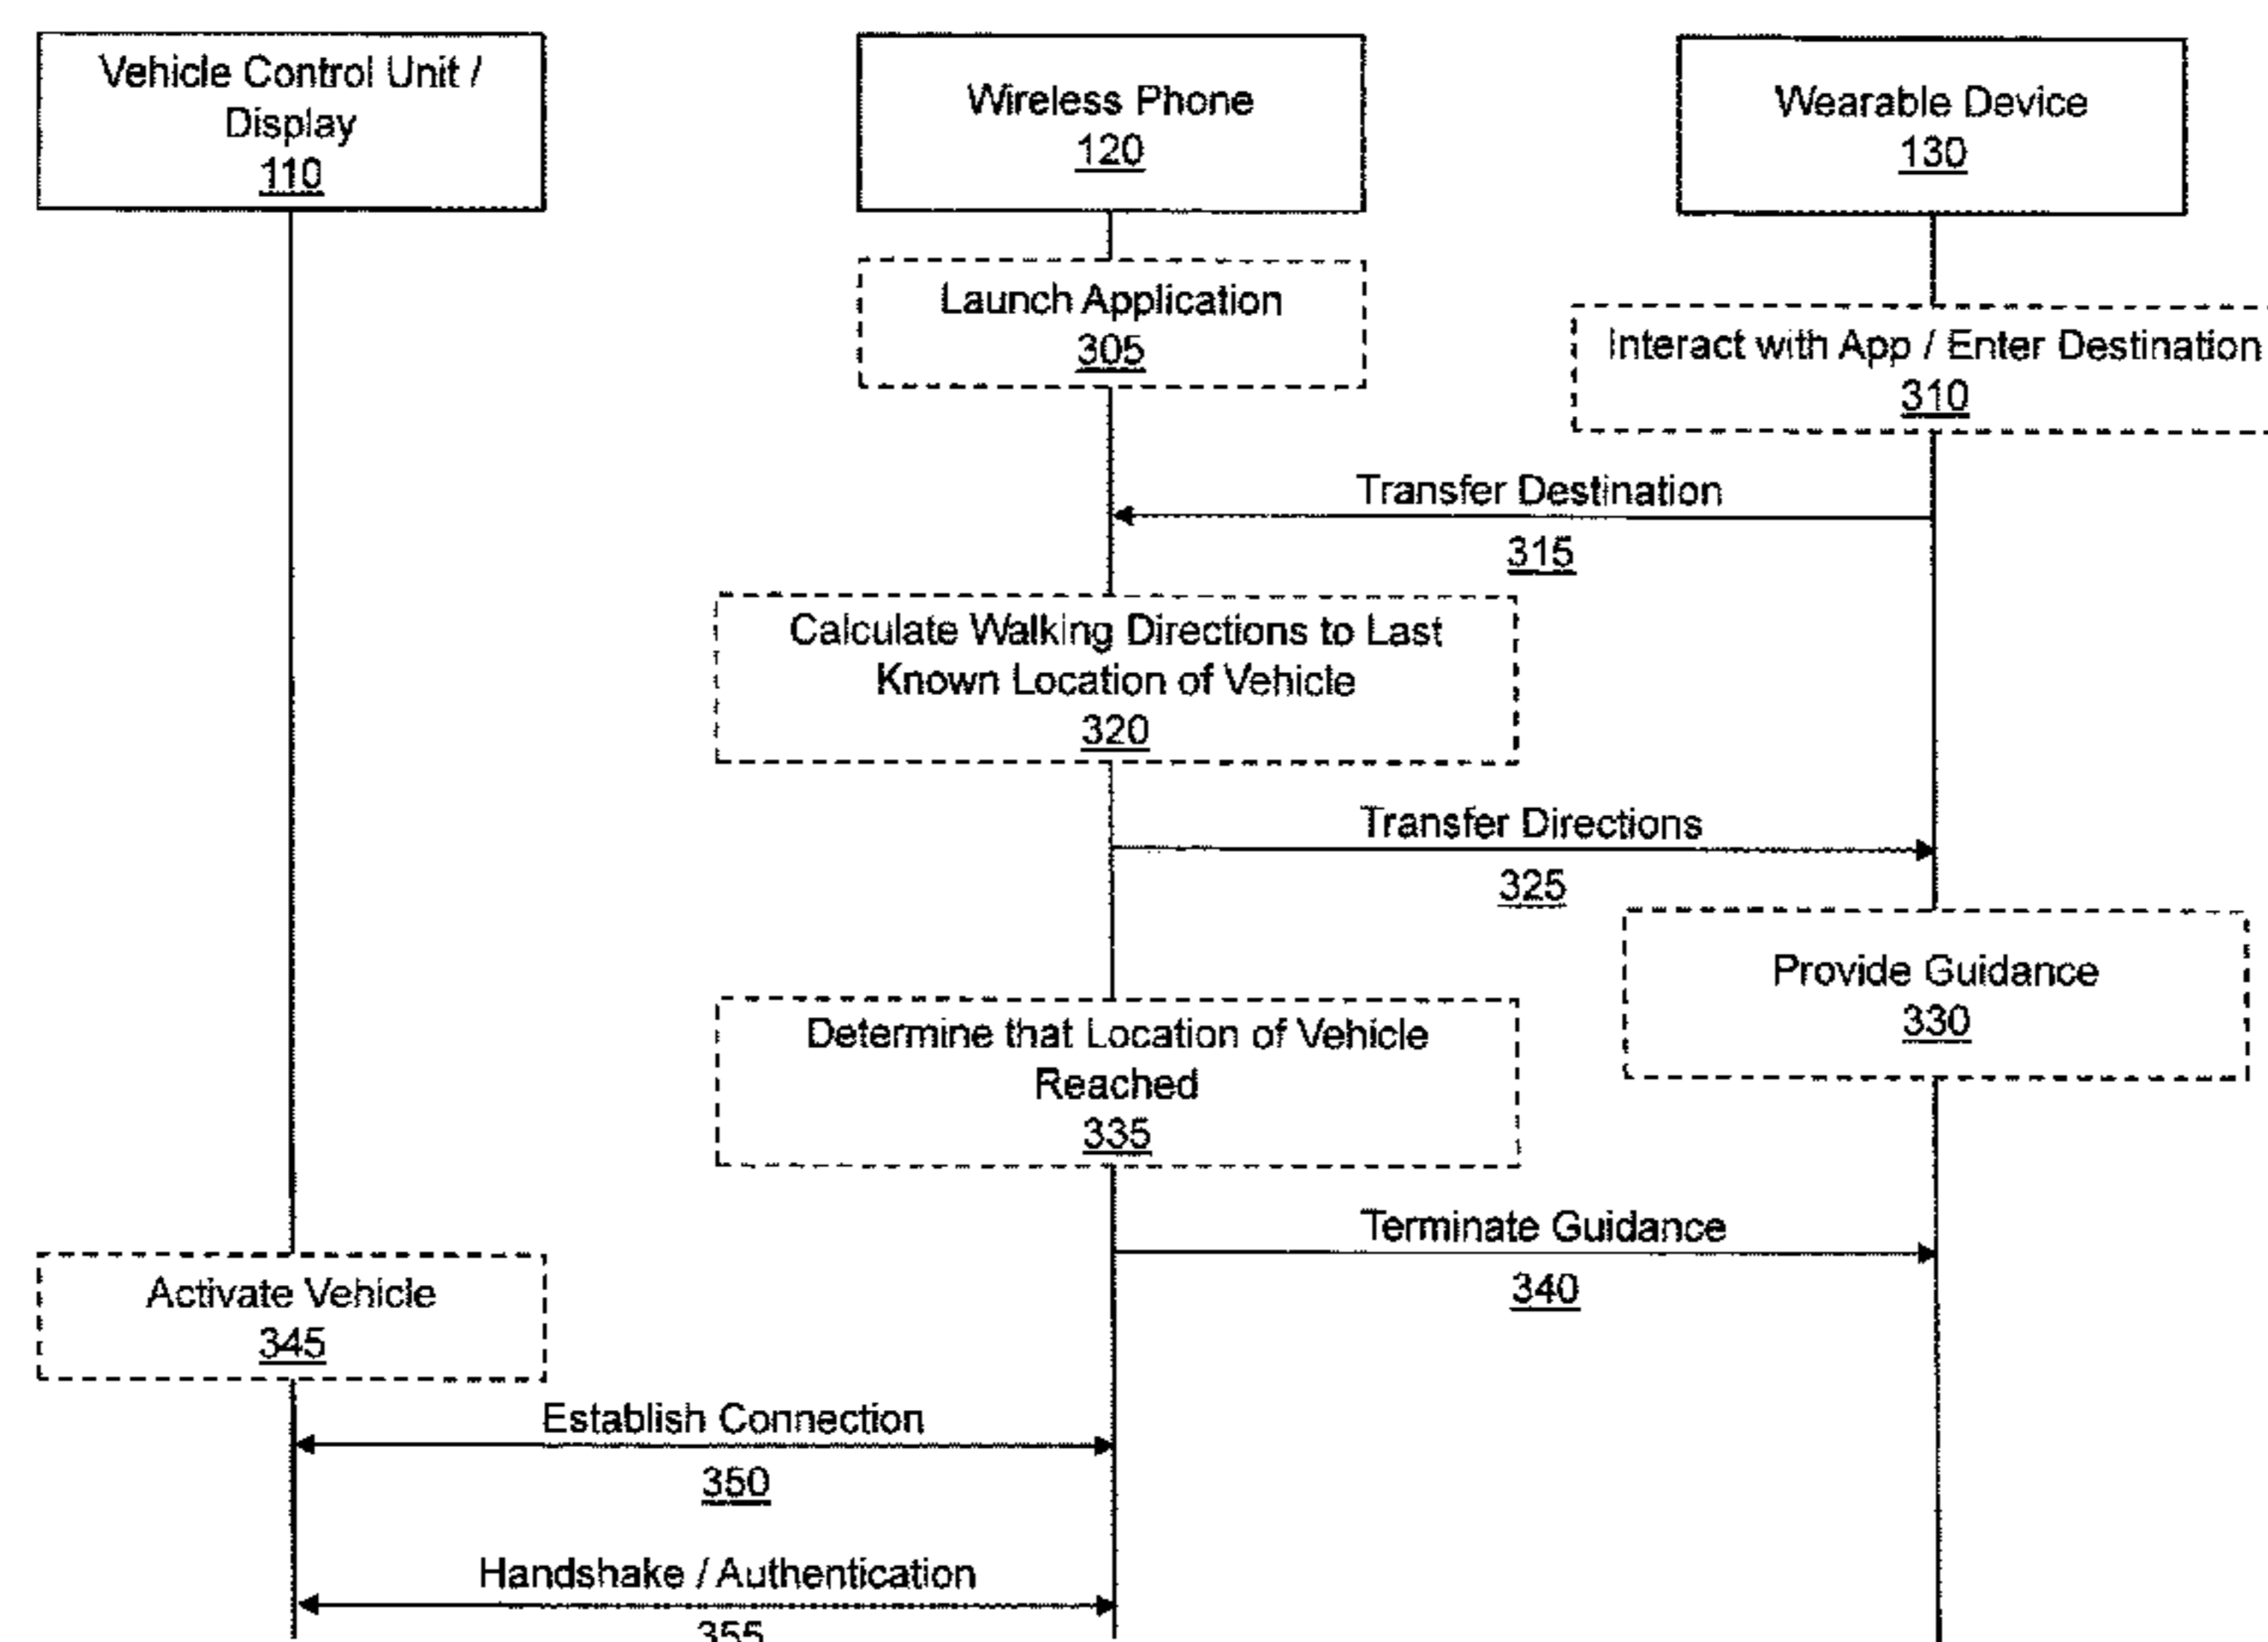 Vehicle Control Unit /
Display
110
Wireless Phone
120
Wearable Device
130
Launch Application
305
Interact with App / Enter Destination
310
Transfer Destination
315
Calculate Walking Directions to Last
Known Location of Vehicle
320
Transfer Directions
325
Provide Guidance
330
Determine that Location of Vehicle
Reached
335
Terminate Guidance
340
Activate Vehicle
345
Establish Connection
350
Handshake / Authentication
355